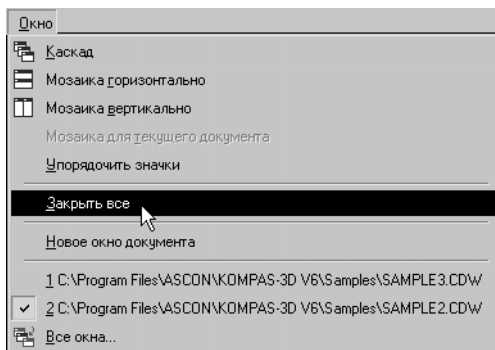 Окно
Каскад
Мозаика горизонтально
Мозаика вертикально
Мозаика для текущего документа
Упорядочить значки
Закрыть все
Новое окно документа
1 C:\Program Files\ASCON\KOMPAS-3D V6\Samples\SAMPLE3.CDW
2 C:\Program Files\ASCON\KOMPAS-3D V6\Samples\SAMPLE2.CDW
Все окна...